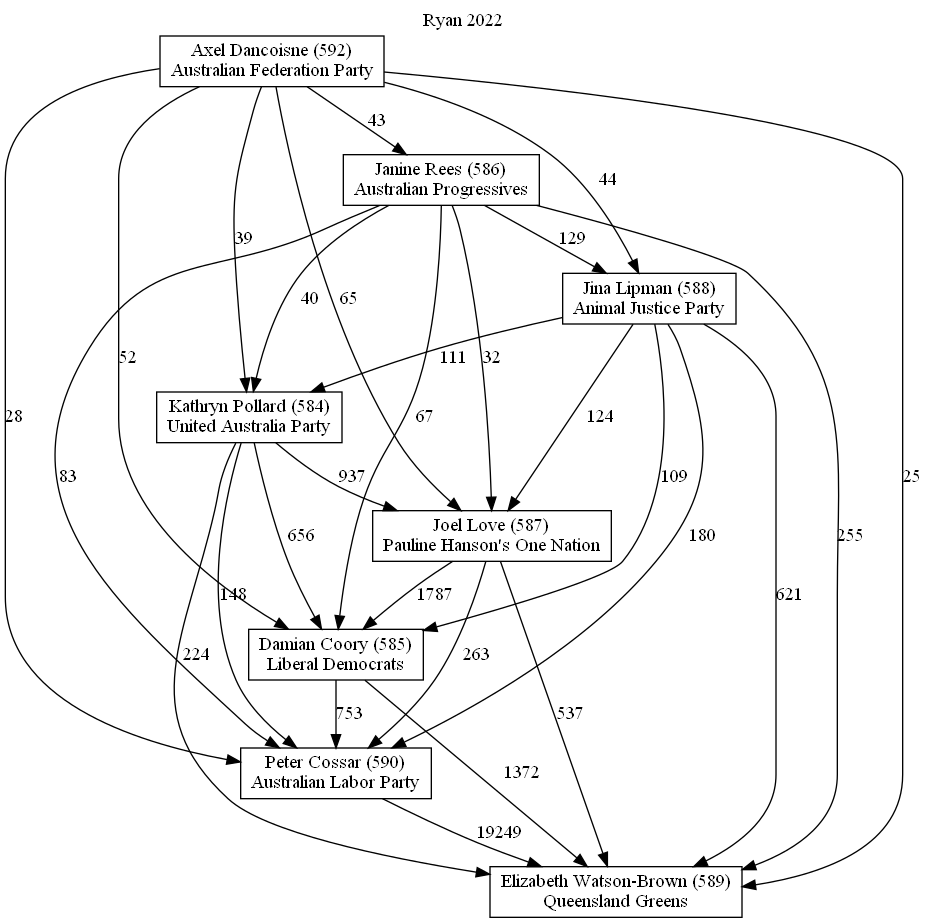 Ryan 2022
Axel Dancoisne (592)
Australian Federation Party
43
Janine Rees (586)
Australian Progressives
44
39
129
40
65
Jina Lipman (588)
Animal Justice Party
52
111
32
Kathryn Pollard (584)
United Australia Party
28
67
124
83
937
109
Joel Love (587)
Pauline Hanson's One Nation
25
656
180
255
148
1787
621
Damian Coory (585)
Liberal Democrats
224
263
753
537
Peter Cossar (590)
Australian Labor Party
1372
19249
Elizabeth Watson-Brown (589)
Queensland Greens